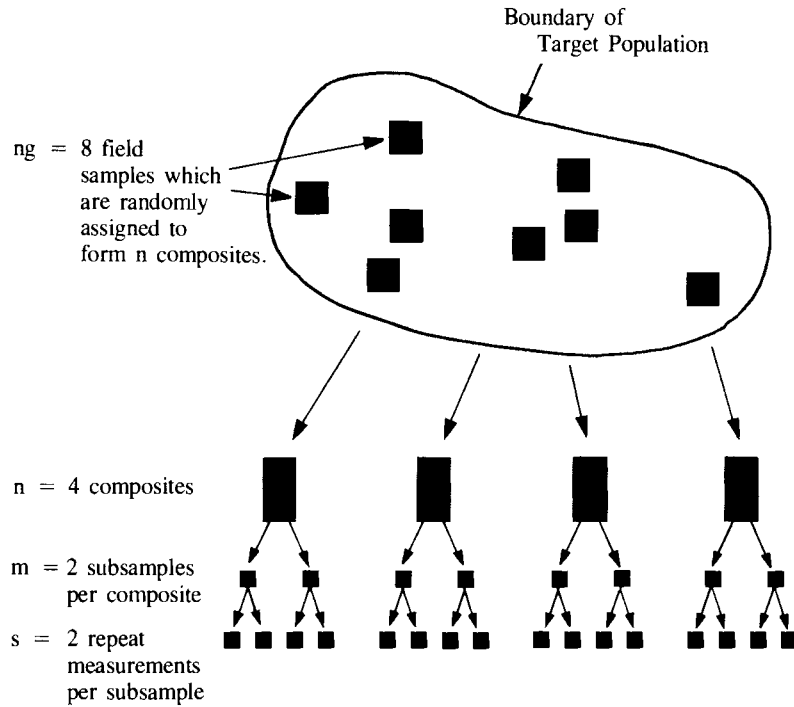 Boundary of
Target Population
ng = 8 field
samples which
are randomly
assigned to
form n composites.
n = 4 composites
m = 2 subsamples
per composite
s = 2 repeat
measurements
per subsample